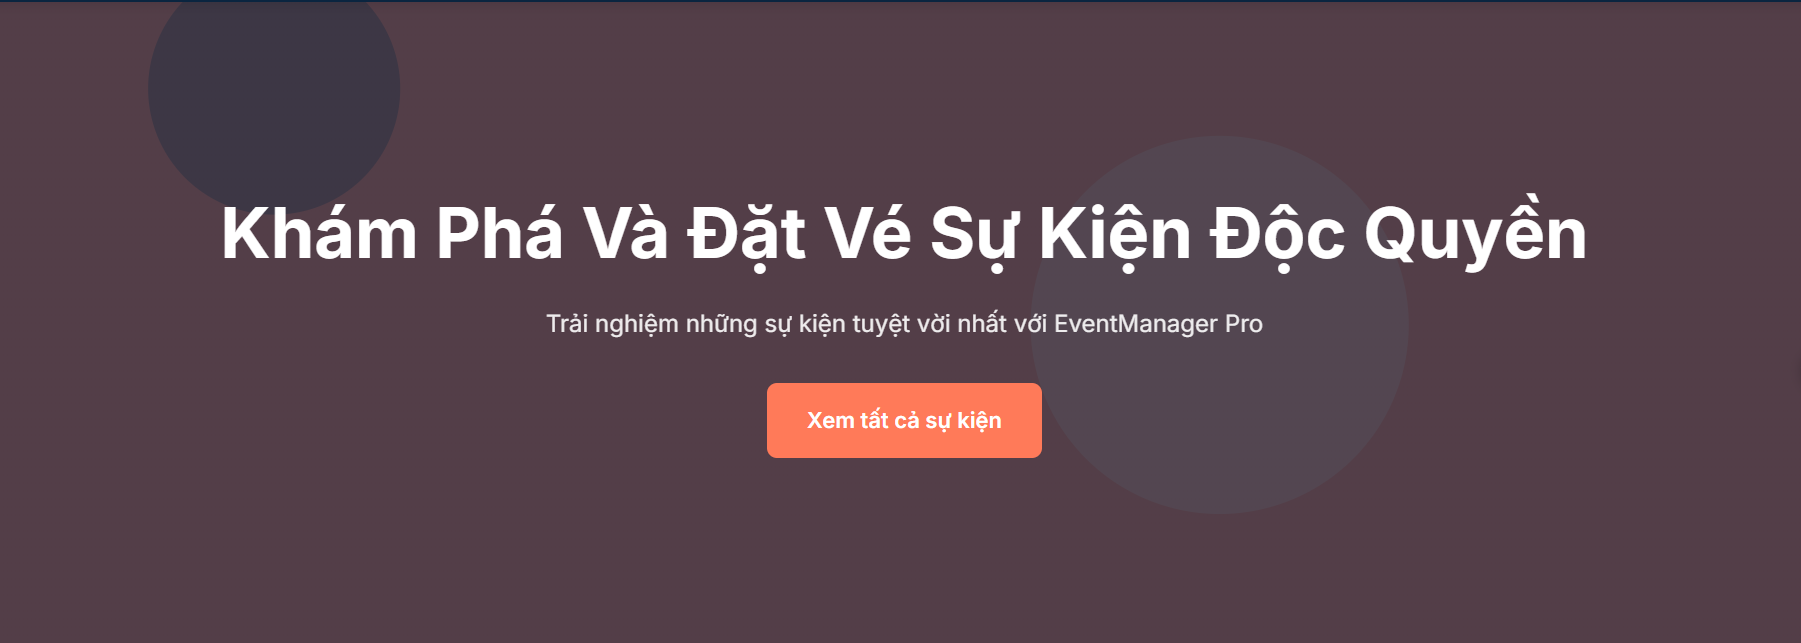 Khám Phá Và Đặt Vé Sự Kiện Độc Quyền
Trải nghiệm những sự kiện tuyệt vời nhất với EventManager Pro
Xem tất cả sự kiện